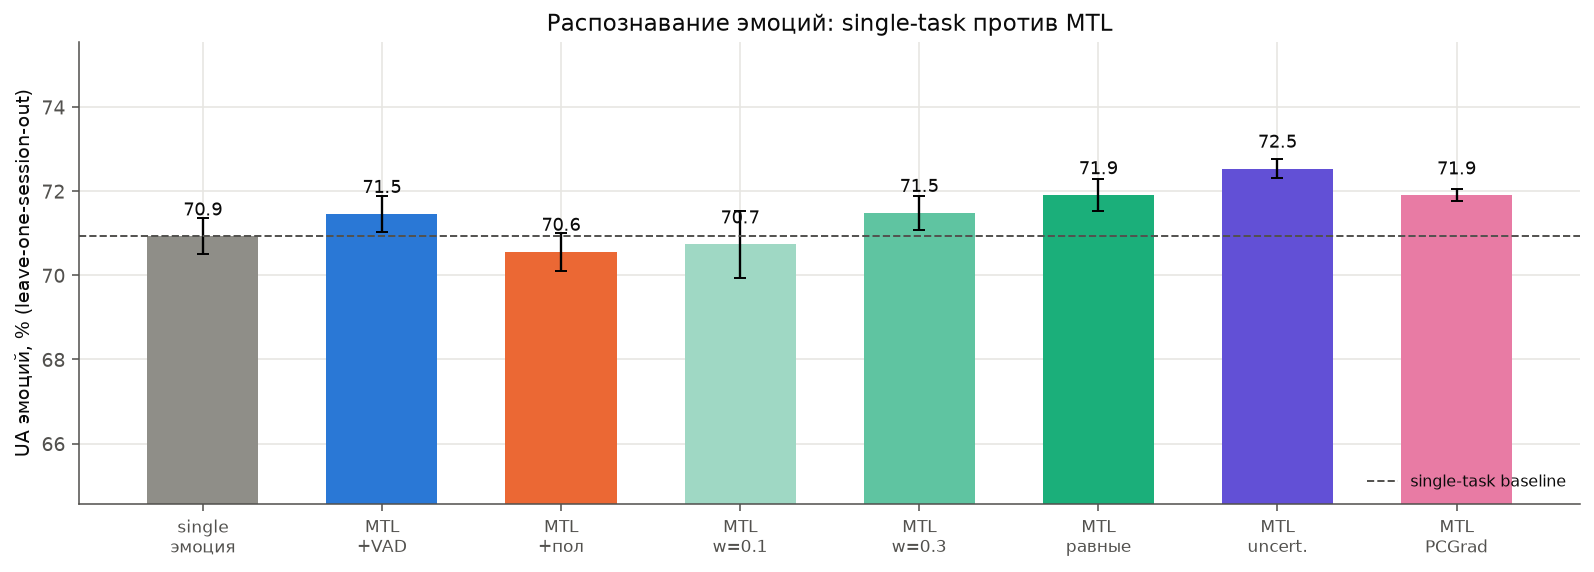 Распознавание эмоций: single-task против MTL
UA эмоций, % (leave-one-session-out)
74
72
70
68
66
70.9
71.5
70.6
70.7
71.5
71.9
72.5
71.9
single-task baseline
single
эмоция
MTL
+VAD
MTL
+пол
MTL
w=0.1
MTL
w=0.3
MTL
равные
MTL
uncert.
MTL
PCGrad